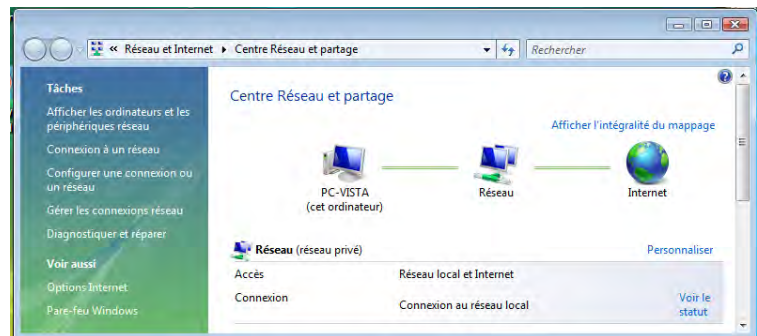 « Réseau et Internet ▸ Centre Réseau et partage
Rechercher
Tâches
Afficher les ordinateurs et les
périphériques réseau
Connexion à un réseau
Configurer une connexion ou
un réseau
Gérer les connexions réseau
Diagnostiquer et réparer
Voir aussi
Options Internet
Pare-feu Windows
Centre Réseau et partage
Afficher l'intégralité du mappage
PC-VISTA
(cet ordinateur)
Réseau
Internet
Réseau (réseau privé)
Personnaliser
Accès
Réseau local et Internet
Connexion
Connexion au réseau local
Voir le
statut